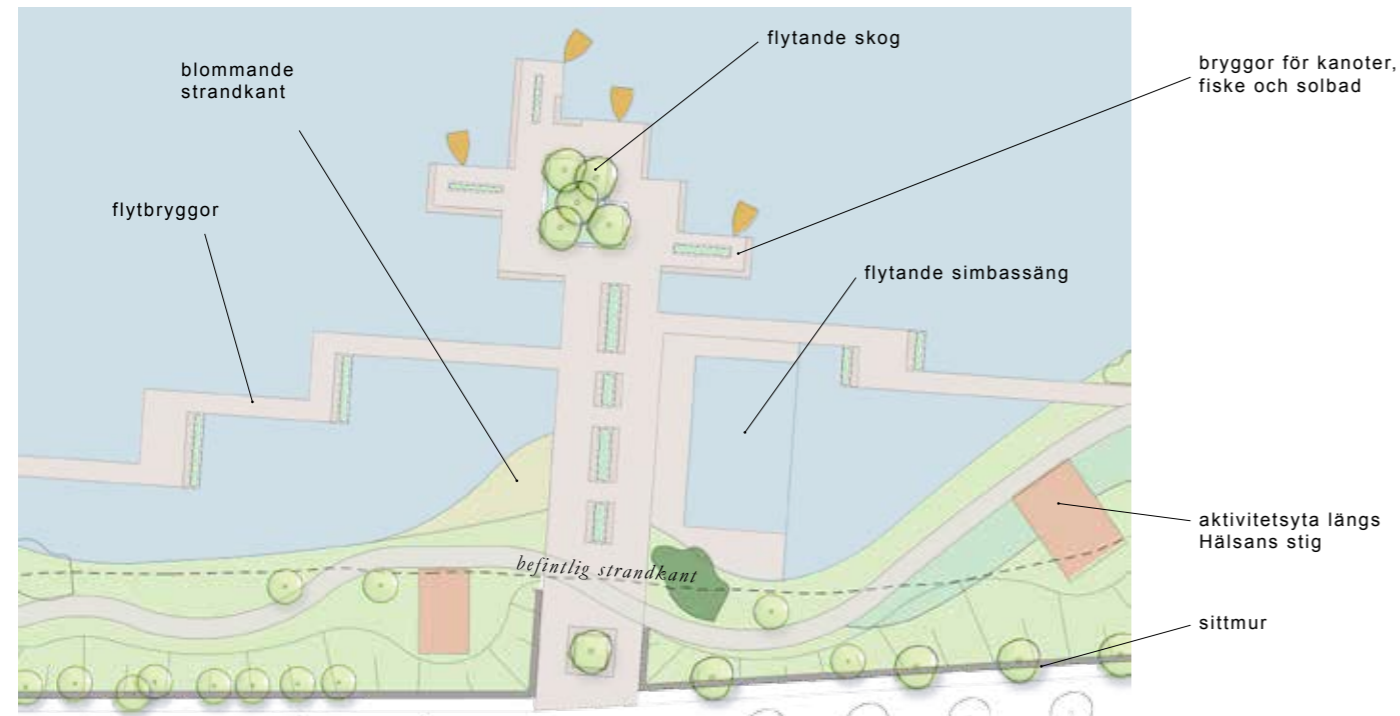 flytande skog
bryggor för kanoter,
fiske och solbad
blommande
strandkant
flytbryggor
flytande simbassäng
aktivitetsyta längs
Hälsans stig
befintlig strandkant
sittmur